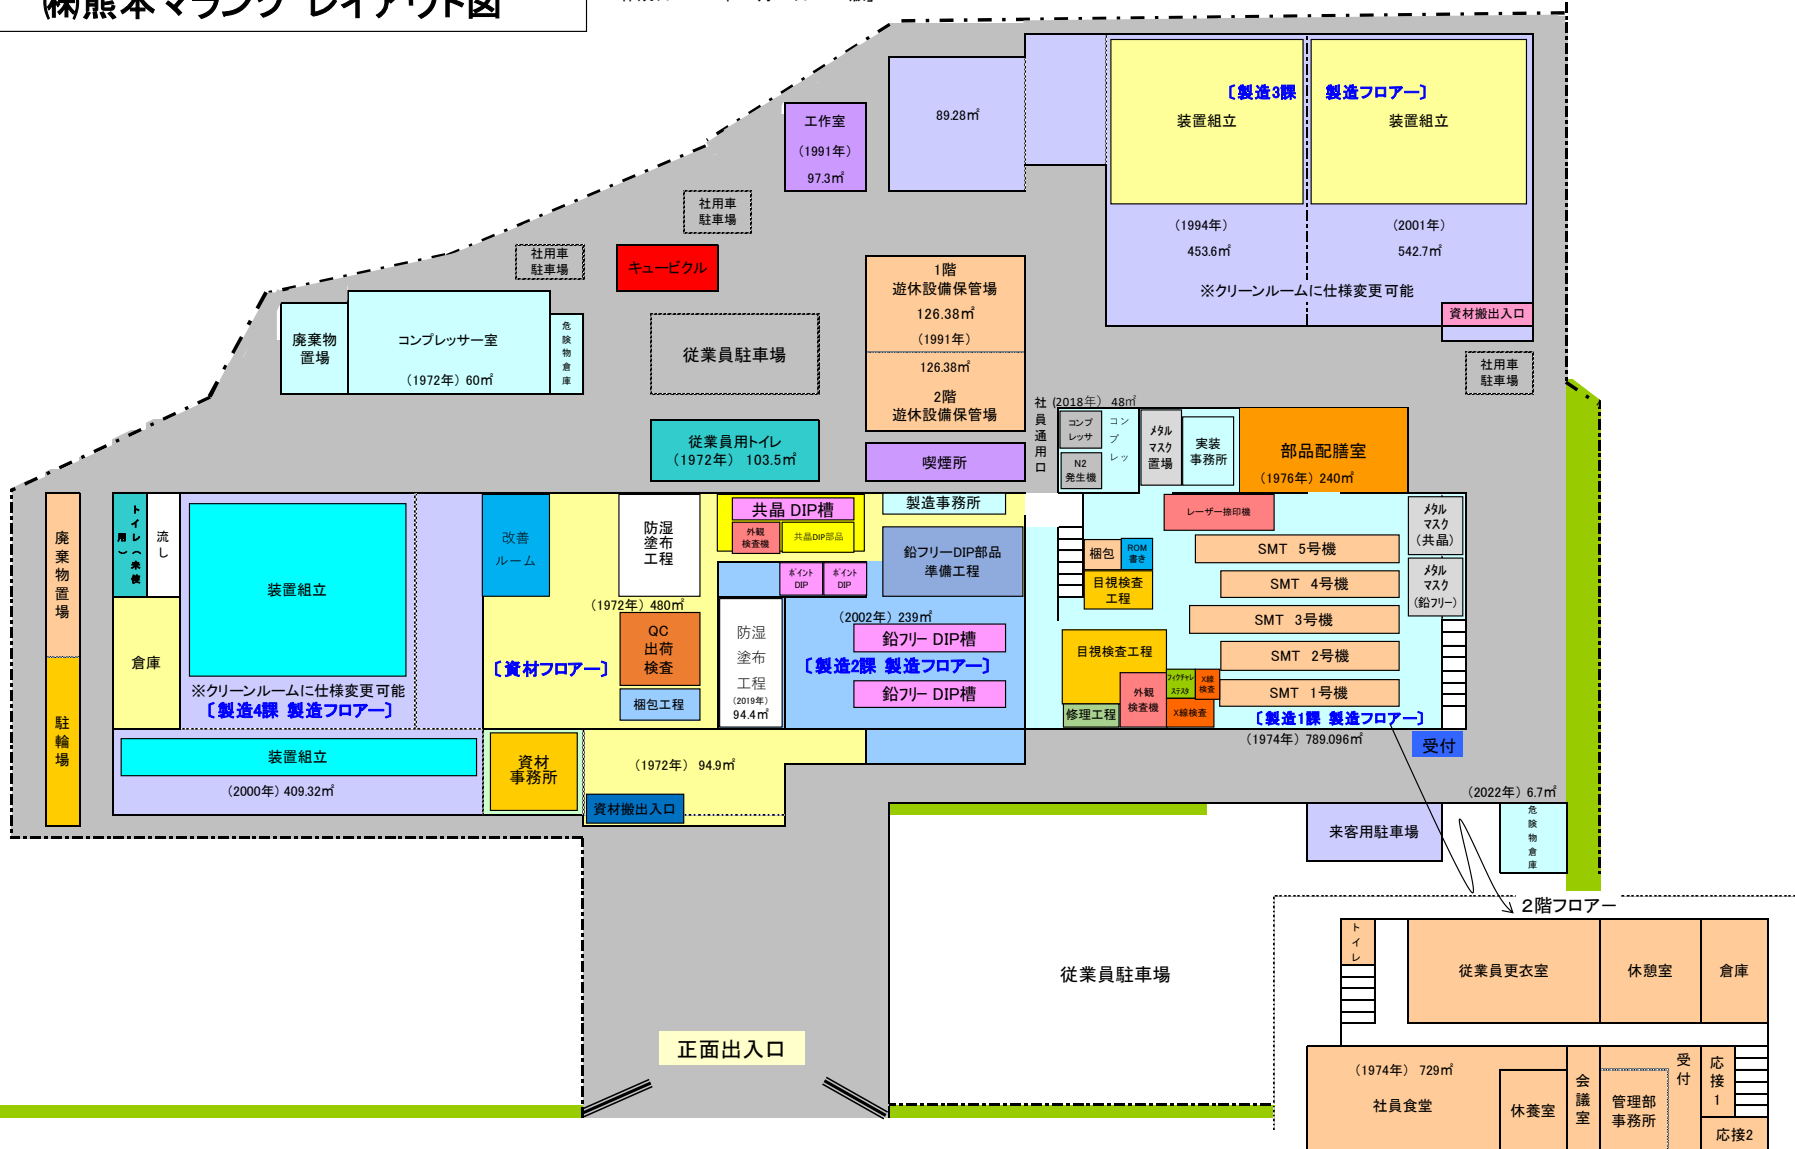 ㈱熊本マランツ レイアウト図
工作室
(1991年)
97.3㎡
89.28㎡
〔製造3課 製造フロアー〕
装置組立
装置組立
(1994年)
453.6㎡
(2001年)
542.7㎡
※クリーンルームに仕様変更可能
資材搬出入口
社用車
駐車場
社用車
駐車場
社用車
駐車場
キュービクル
廃棄物
置場
コンプレッサー室
(1972年) 60㎡
危険物倉庫
従業員駐車場
1階
遊休設備保管場
126.38㎡
(1991年)
126.38㎡
2階
遊休設備保管場
従業員用トイレ
(1972年) 103.5㎡
喫煙所
社員通用口
(2018年) 48㎡
コンプ
レッサ
コンプレッ
N2
発生機
メタル
マスク
置場
実装
事務所
部品配膳室
(1976年) 240㎡
廃棄物置場
駐輪場
トイレ(未使用)
流し
倉庫
装置組立
※クリーンルームに仕様変更可能
〔製造4課 製造フロアー〕
装置組立
(2000年) 409.32㎡
改善
ルーム
防湿
塗布
工程
(1972年) 480㎡
QC
出荷
検査
〔資材フロアー〕
梱包工程
資材
事務所
(1972年) 94.9㎡
資材搬出入口
共晶 DIP槽
外観
検査機
共晶DIP部品
ポイント
DIP
ポイント
DIP
製造事務所
鉛フリーDIP部品
準備工程
防湿
塗布
工程
(2019年)
94.4㎡
(2002年) 239㎡
鉛フリー DIP槽
〔製造2課 製造フロアー〕
鉛フリー DIP槽
レーザー捺印機
梱包
ROM
書き
目視検査
工程
SMT 5号機
SMT 4号機
SMT 3号機
SMT 2号機
SMT 1号機
メタル
マスク
(共晶)
メタル
マスク
(鉛フリー)
目視検査工程
外観
検査機
フィクチャレ
ステスタ
X線
検査
X線検査
修理工程
〔製造1課 製造フロアー〕
(1974年) 789.096㎡
受付
(2022年) 6.7㎡
危険物倉庫
来客用駐車場
従業員駐車場
正面出入口
2階フロアー
トイレ
従業員更衣室
休憩室
倉庫
(1974年) 729㎡
社員食堂
休養室
会議室
管理部
事務所
受付
応接1
応接2